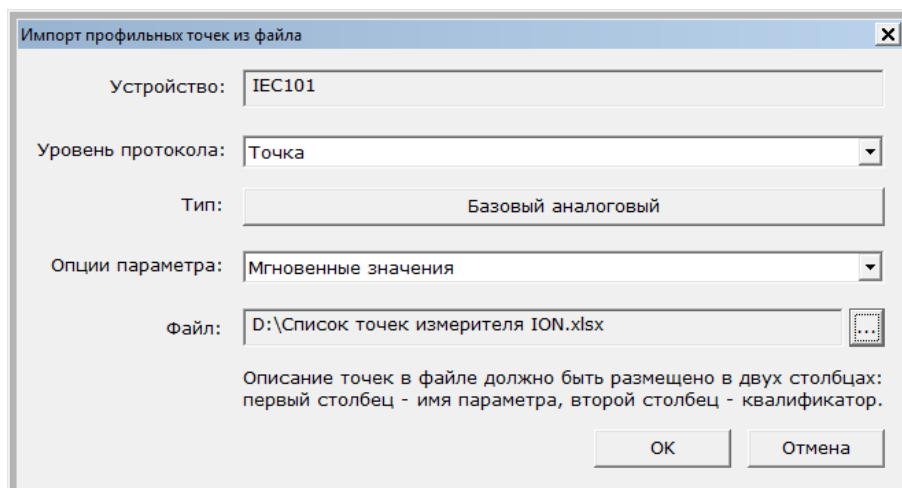 Импорт профильных точек из файла
Устройство: IEC101
Уровень протокола: Точка
Тип: Базовый аналоговый
Опции параметра: Мгновенные значения
Файл: D:\Список точек измерителя ION.xlsx ...
Описание точек в файле должно быть размещено в двух столбцах:
первый столбец - имя параметра, второй столбец - квалификатор.
OK Отмена